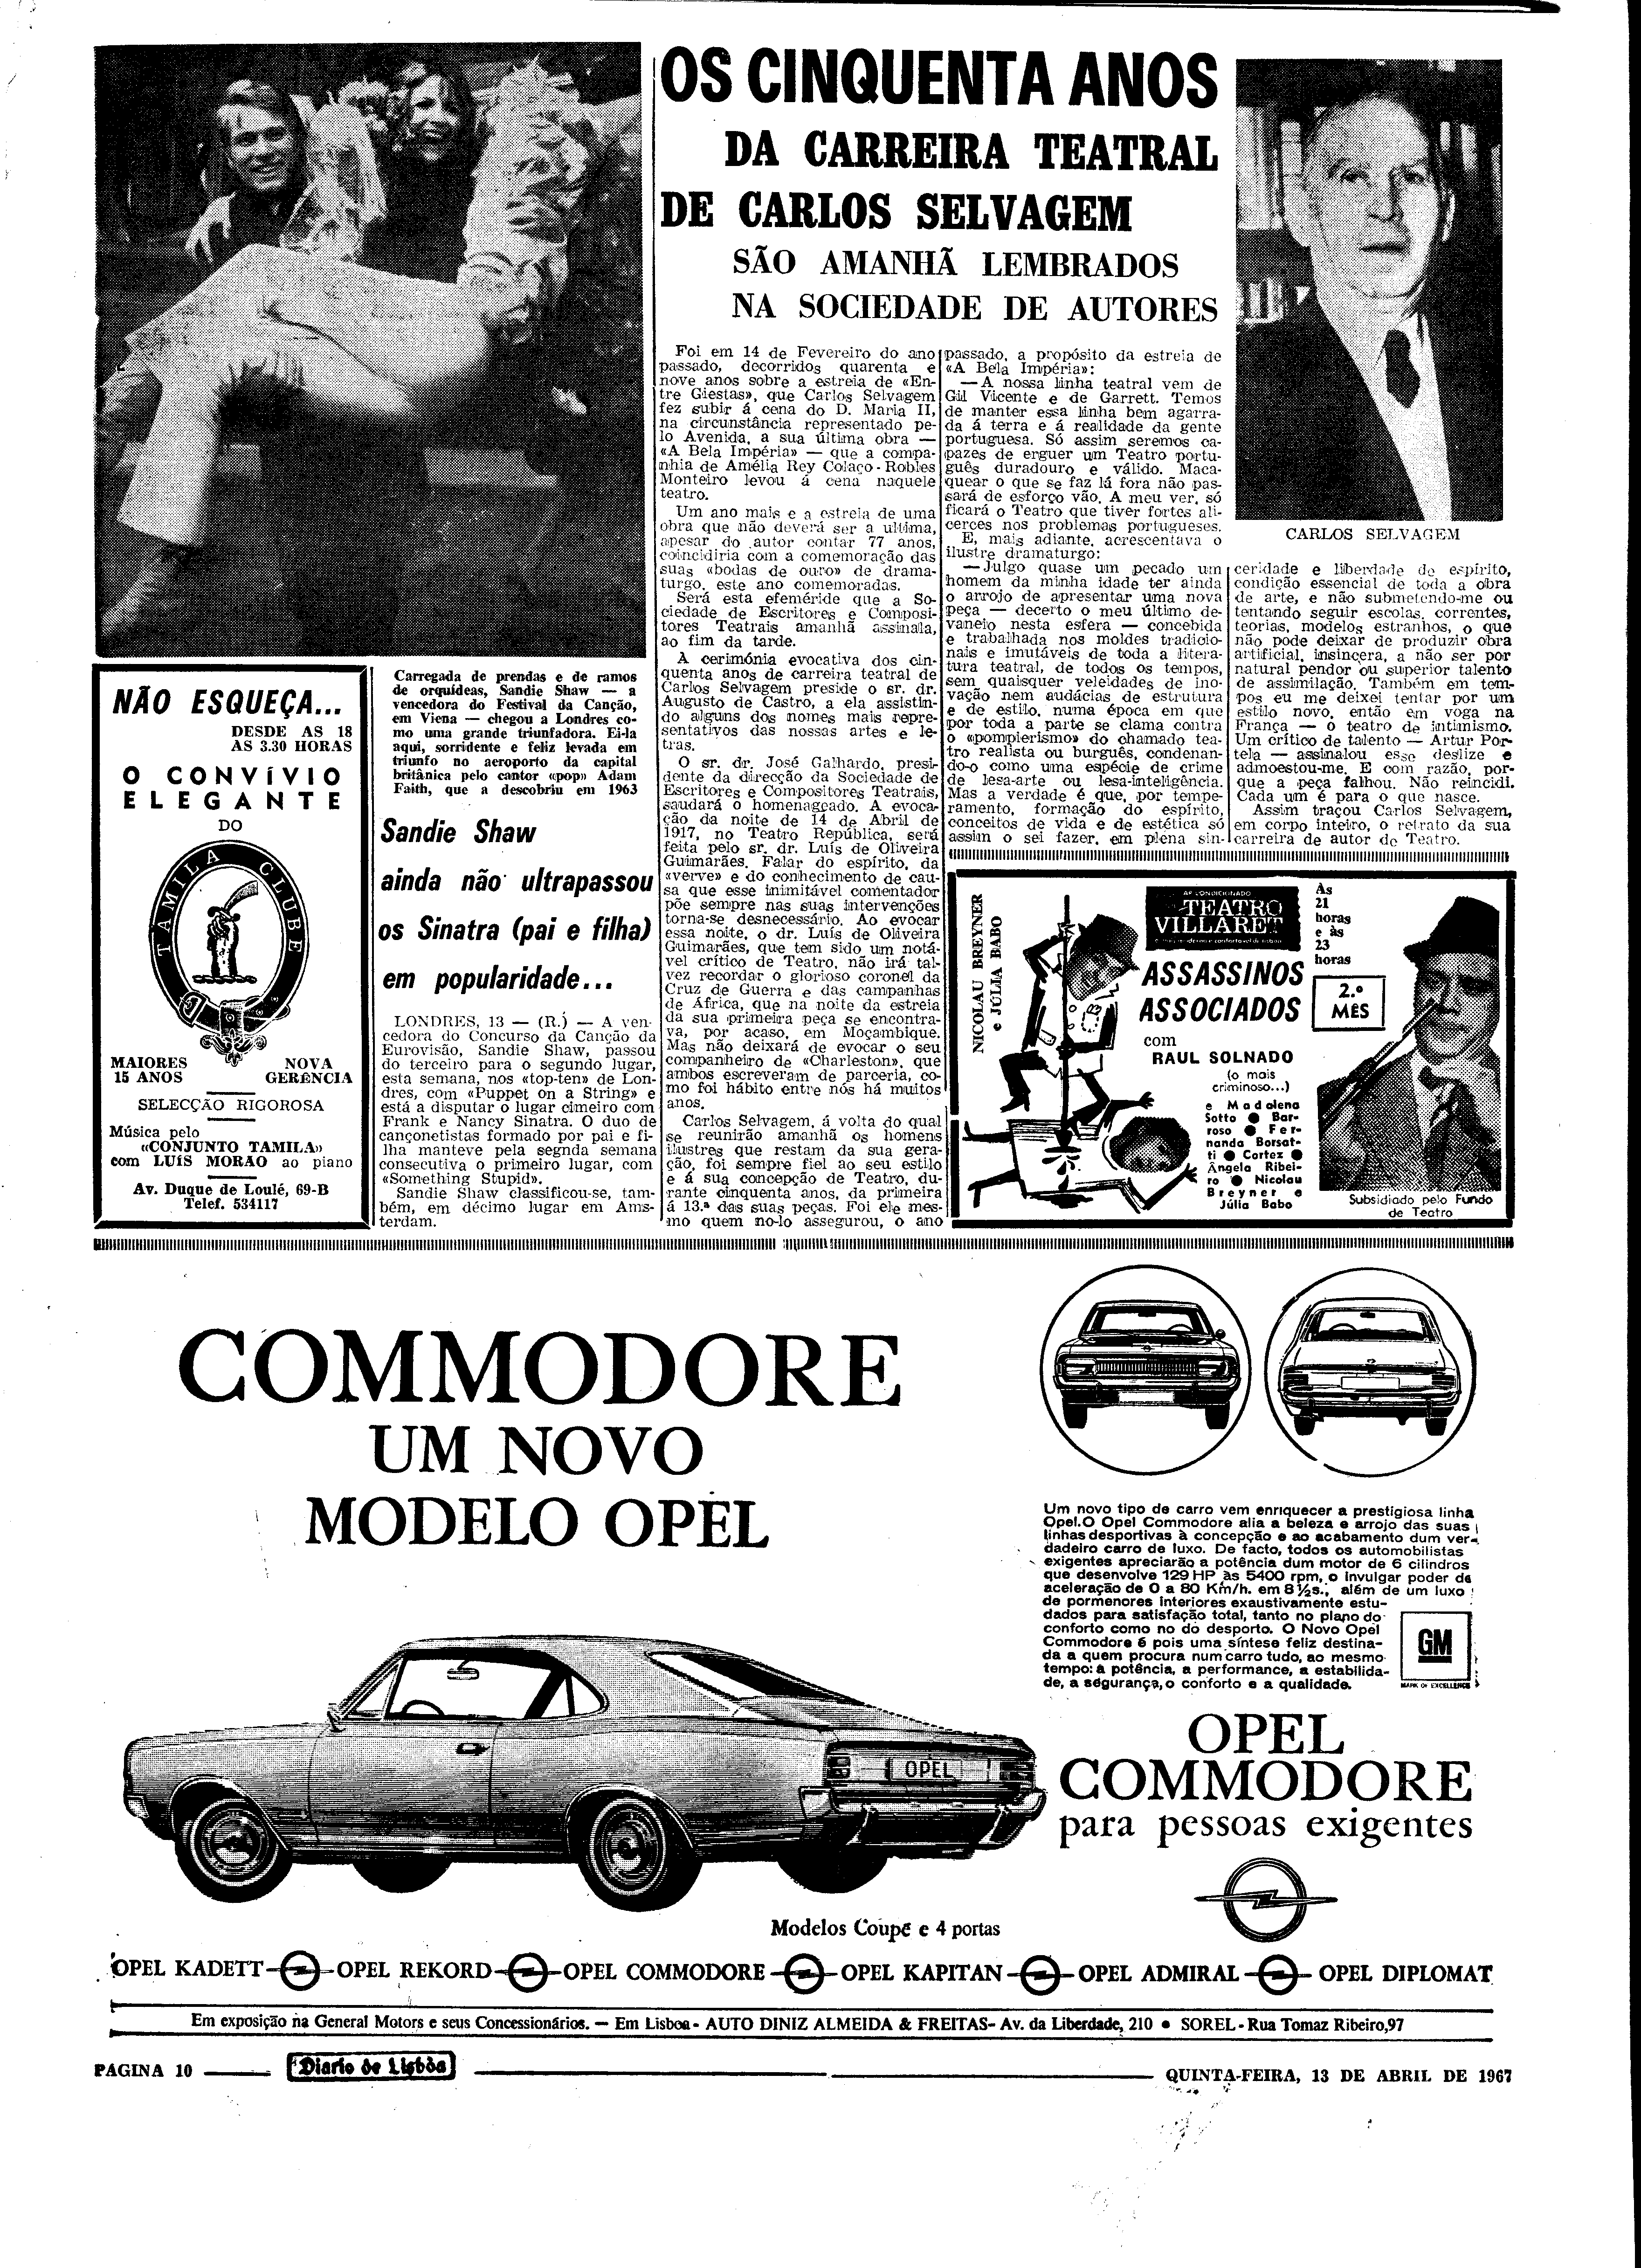 OS CINQUENTA ANOS
DA CARREIRA TEATRAL
DE CARLOS SELVAGEM
SÃO AMANHÃ LEMBRADOS
NA SOCIEDADE DE AUTORES
Foi em 14 de Fevereiro do ano
passado, decorridos quarenta e
nove anos sobre a estreia de «En-
tre Giestas», que Carlos Selvagem
fez subir á cena do D. Maria II,
na circunstância representado pe-
lo Avenida, a sua última obra —
«A Bela Impéria» — que a compa-
nhia de Amélia Rey Colaço-Robles
Monteiro levou á cena naquele
teatro.
Um ano mais e a estreia de uma
obra que não deverá ser a ultima,
apesar do autor contar 77 anos,
coincidiria com a comemoração das
suas «bodas de ouro» de drama-
turgo, este ano comemoradas.
Será esta efeméride que a So-
ciedade de Escritores e Composi-
tores Teatrais amanhã assinala,
ao fim da tarde.
A cerimónia evocativa dos cin-
quenta anos de carreira teatral de
Carlos Selvagem preside o sr. dr.
Augusto de Castro, a ela assistin-
do alguns dos nomes mais repre-
sentativos das nossas artes e le-
tras.
O sr. dr. José Galhardo, presi-
dente da direcção da Sociedade de
Escritores e Compositores Teatrais,
saudará o homenageado. A evoca-
ção da noite de 14 de Abril de
1917, no Teatro República, será
feita pelo sr. dr. Luís de Oliveira
Guimarães. Falar do espírito, da
«verve» e do conhecimento de cau-
sa que esse inimitável comentador
põe sempre nas suas intervenções
torna-se desnecessário. Ao evocar
essa noite, o dr. Luís de Oliveira
Guimarães, que tem sido um notá-
vel crítico de Teatro, não irá tal-
vez recordar o glorioso coronel da
Cruz de Guerra e das campanhas
de África, que na noite da estreia
da sua primeira peça se encontra-
va, por acaso, em Moçambique.
Mas não deixará de evocar o seu
companheiro de «Charleston», que
ambos escreveram de parceria, co-
mo foi hábito entre nós há muitos
anos.
Carlos Selvagem, á volta do qual
se reunirão amanhã os homens
ilustres que restam da sua gera-
ção, foi sempre fiel ao seu estilo
e á sua concepção de Teatro, du-
rante cinquenta anos, da primeira
á 13.ª das suas peças. Foi ele mes-
mo quem no-lo assegurou, o ano
passado, a propósito da estreia de
«A Bela Impéria»:
— A nossa linha teatral vem de
Gil Vicente e de Garrett. Temos
de manter essa linha bem agarra-
da á terra e á realidade da gente
portuguesa. Só assim seremos ca-
pazes de erguer um Teatro portu-
guês duradouro e válido. Maca-
quear o que se faz lá fora não pas-
sará de esforço vão. A meu ver, só
ficará o Teatro que tiver fortes ali-
cerces nos problemas portugueses.
E, mais adiante, acrescentava o
ilustre dramaturgo:
— Julgo quase um pecado um
homem da minha idade ter ainda
o arrojo de apresentar uma nova
peça — decerto o meu último de-
vaneio nesta esfera — concebida
e trabalhada nos moldes tradicio-
nais e imutáveis de toda a litera-
tura teatral, de todos os tempos,
sem quaisquer veleidades de ino-
vação nem audácias de estrutura
e de estilo, numa época em que
por toda a parte se clama contra
o «pompierismo» do chamado tea-
tro realista ou burguês, condenan-
do-o como uma espécie de crime
de lesa-arte ou lesa-inteligência.
Mas a verdade é que, por tempe-
ramento, formação do espírito,
conceitos de vida e de estética só
assim o sei fazer, em plena sin-
CARLOS SELVAGEM
ceridade e liberdade de espírito,
condição essencial de toda a obra
de arte, e não submetendo-me ou
tentando seguir escolas, correntes,
teorias, modelos estranhos, o que
não pode deixar de produzir obra
artificial, insincera, a não ser por
natural pendor ou superior talento
de assimilação. Também em tem-
pos eu me deixei tentar por um
estilo novo, então em voga na
França — o teatro de intimismo.
Um crítico de talento — Artur Por-
tela — assinalou esse deslize e
admoestou-me. E com razão, por-
que a peça falhou. Não reincidi.
Cada um é para o que nasce.
Assim traçou Carlos Selvagem,
em corpo inteiro, o retrato da sua
carreira de autor de Teatro.
NÃO ESQUEÇA...
DESDE AS 18
AS 3.30 HORAS
O CONVÍVIO
ELEGANTE
DO
TAMILA CLUBE
MAIORES
15 ANOS
NOVA
GERÊNCIA
SELECÇÃO RIGOROSA
Música pelo
«CONJUNTO TAMILA»
com LUÍS MORAO ao piano
Av. Duque de Loulé, 69-B
Telef. 534117
Carregada de prendas e de ramos
de orquídeas, Sandie Shaw — a
vencedora do Festival da Canção,
em Viena — chegou a Londres co-
mo uma grande triunfadora. Ei-la
aqui, sorridente e feliz levada em
triunfo no aeroporto da capital
britânica pelo cantor «pop» Adam
Faith, que a descobriu em 1963
Sandie Shaw
ainda não ultrapassou
os Sinatra (pai e filha)
em popularidade...
LONDRES, 13 — (R.) — A ven-
cedora do Concurso da Canção da
Eurovisão, Sandie Shaw, passou
do terceiro para o segundo lugar,
esta semana, nos «top-ten» de Lon-
dres, com «Puppet on a String» e
está a disputar o lugar cimeiro com
Frank e Nancy Sinatra. O duo de
cançonetistas formado por pai e fi-
lha manteve pela segnda semana
consecutiva o primeiro lugar, com
«Something Stupid».
Sandie Shaw classificou-se, tam-
bém, em décimo lugar em Ams-
terdam.
NICOLAU BREYNER
e JÚLIA BABO
AR CONDICIONADO
TEATRO
VILLARET
ASSASSINOS
ASSOCIADOS
com
RAUL SOLNADO
(o mais
criminoso...)
e Madalena
Sotto ● Bar-
roso ● Fer-
nanda Borsat-
ti ● Cortez ●
Ângela Ribei-
ro ● Nicolau
Breyner e
Júlia Babo
Às
21
horas
e às
23
horas
2.º
MÊS
Subsidiado pelo Fundo
de Teatro
COMMODORE
UM NOVO
MODELO OPEL
Um novo tipo de carro vem enriquecer a prestigiosa linha
Opel. O Opel Commodore alia a beleza e arrojo das suas
linhas desportivas à concepção e ao acabamento dum ver-
dadeiro carro de luxo. De facto, todos os automobilistas
exigentes apreciarão a potência dum motor de 6 cilindros
que desenvolve 129 HP às 5400 rpm, o invulgar poder de
aceleração de 0 a 80 Km/h. em 8½s., além de um luxo
de pormenores interiores exaustivamente estu-
dados para satisfação total, tanto no plano do
conforto como no do desporto. O Novo Opel
Commodore é pois uma síntese feliz destina-
da a quem procura num carro tudo, ao mesmo
tempo: a potência, a performance, a estabilida-
de, a segurança, o conforto e a qualidade.
GM
MARK OF EXCELLENCE
OPEL
OPEL
COMMODORE
para pessoas exigentes
Modelos Coupé e 4 portas
OPEL KADETT OPEL REKORD OPEL COMMODORE OPEL KAPITAN OPEL ADMIRAL OPEL DIPLOMAT
Em exposição na General Motors e seus Concessionários. — Em Lisboa - AUTO DINIZ ALMEIDA & FREITAS - Av. da Liberdade, 210 ● SOREL - Rua Tomaz Ribeiro, 97
PAGINA 10
Diario de Lisbôa
QUINTA-FEIRA, 13 DE ABRIL DE 1967